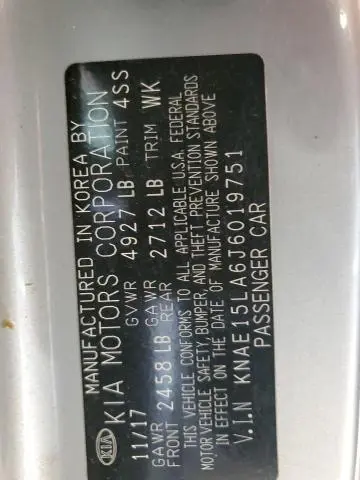 MANUFACTURED IN KOREA BY
KIA KIA MOTORS CORPORATION
11/17 GVWR 4927 LB PAINT 4SS
GAWR FRONT 2458 LB GAWR REAR 2712 LB TRIM WK
THIS VEHICLE CONFORMS TO ALL APPLICABLE U.S.A. FEDERAL
MOTOR VEHICLE SAFETY, BUMPER, AND THEFT PREVENTION STANDARDS
IN EFFECT ON THE DATE OF MANUFACTURE SHOWN ABOVE
V.I.N KNAE15LA6J6019751
PASSENGER CAR